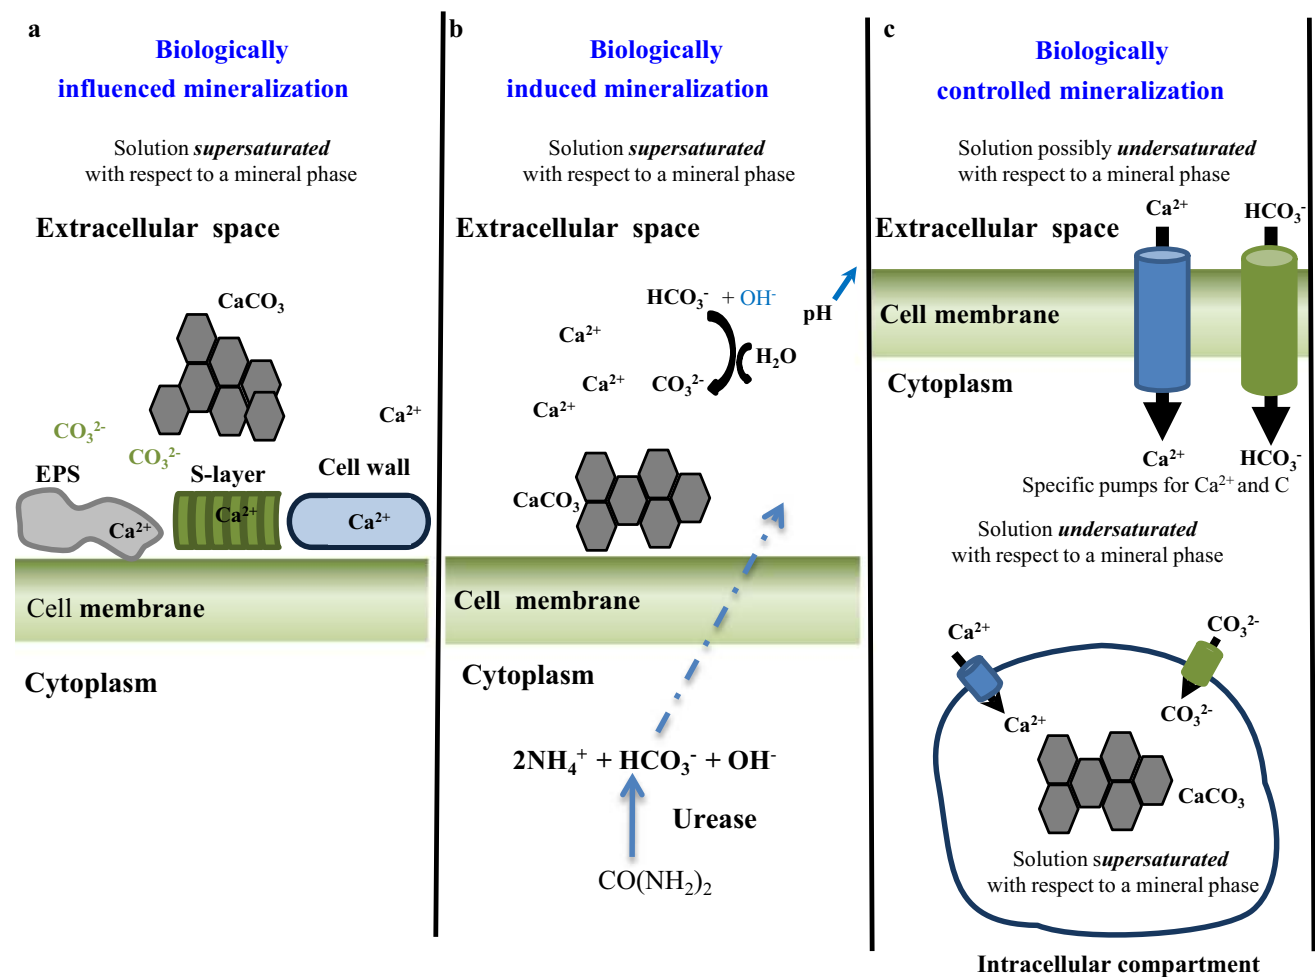 a
Biologically
influenced mineralization
Solution supersaturated
with respect to a mineral phase
Extracellular space
CaCO₃
Ca²⁺
CO₃²⁻
CO₃²⁻
EPS
S-layer
Cell wall
Ca²⁺
Ca²⁺
Ca²⁺
Cell membrane
Cytoplasm
b
Biologically
induced mineralization
Solution supersaturated
with respect to a mineral phase
Extracellular space
HCO₃⁻ + OH⁻
pH
Ca²⁺
H₂O
Ca²⁺
CO₃²⁻
Ca²⁺
CaCO₃
Cell membrane
Cytoplasm
2NH₄⁺ + HCO₃⁻ + OH⁻
Urease
CO(NH₂)₂
c
Biologically
controlled mineralization
Solution possibly undersaturated
with respect to a mineral phase
Ca²⁺
HCO₃⁻
Extracellular space
Cell membrane
Cytoplasm
Ca²⁺
HCO₃⁻
Specific pumps for Ca²⁺ and C
Solution undersaturated
with respect to a mineral phase
Ca²⁺
CO₃²⁻
Ca²⁺
CO₃²⁻
CaCO₃
Solution supersaturated
with respect to a mineral phase
Intracellular compartment